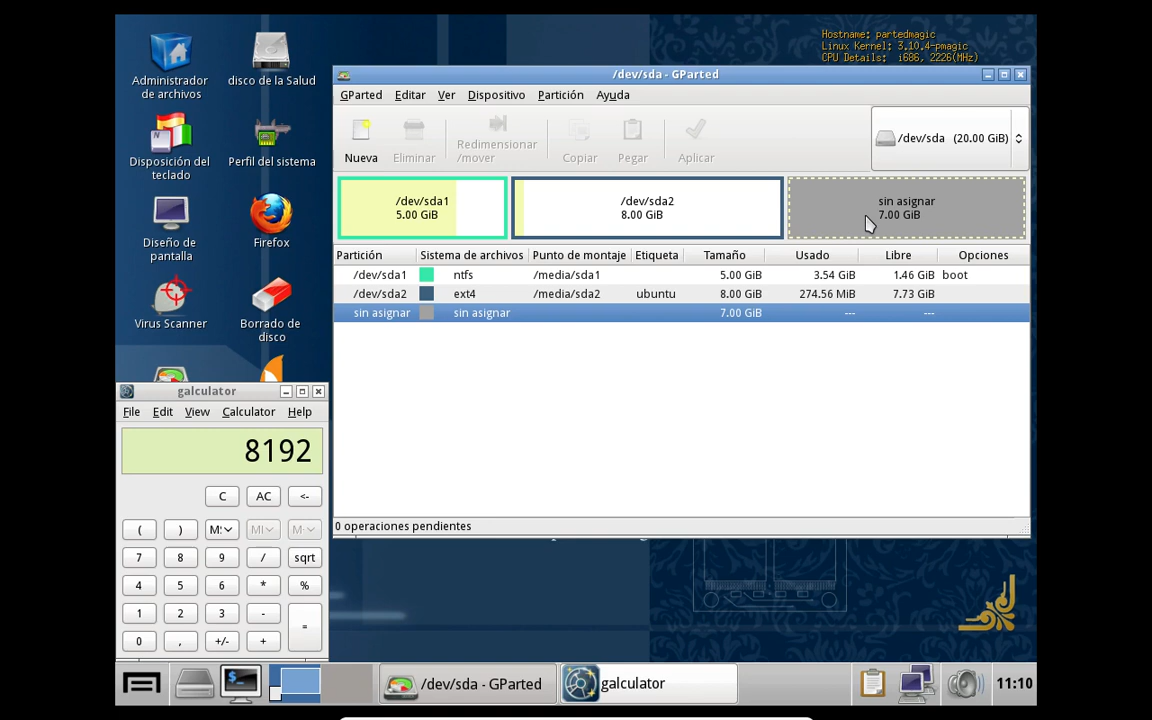 Hostname: partedmagic
Linux Kernel: 3.10.4-pmagic
CPU Details: i686, 2226(MHz)
Administrador
de archivos
disco de la Salud
Disposición del
teclado
Perfil del sistema
Diseño de
pantalla
Firefox
Virus Scanner
Borrado de
disco
/dev/sda - GParted
GParted Editar Ver Dispositivo Partición Ayuda
Nueva Eliminar Redimensionar
/mover Copiar Pegar Aplicar
/dev/sda (20.00 GiB)
/dev/sda1
5.00 GiB
/dev/sda2
8.00 GiB
sin asignar
7.00 GiB
Partición Sistema de archivos Punto de montaje Etiqueta Tamaño Usado Libre Opciones
/dev/sda1 ntfs /media/sda1 5.00 GiB 3.54 GiB 1.46 GiB boot
/dev/sda2 ext4 /media/sda2 ubuntu 8.00 GiB 274.56 MiB 7.73 GiB
sin asignar sin asignar 7.00 GiB --- ---
0 operaciones pendientes
galculator
File Edit View Calculator Help
8192
C AC <-
( )
7 8 9 / sqrt
4 5 6 * %
1 2 3 - =
0 , +/- +
/dev/sda - GParted
galculator
11:10